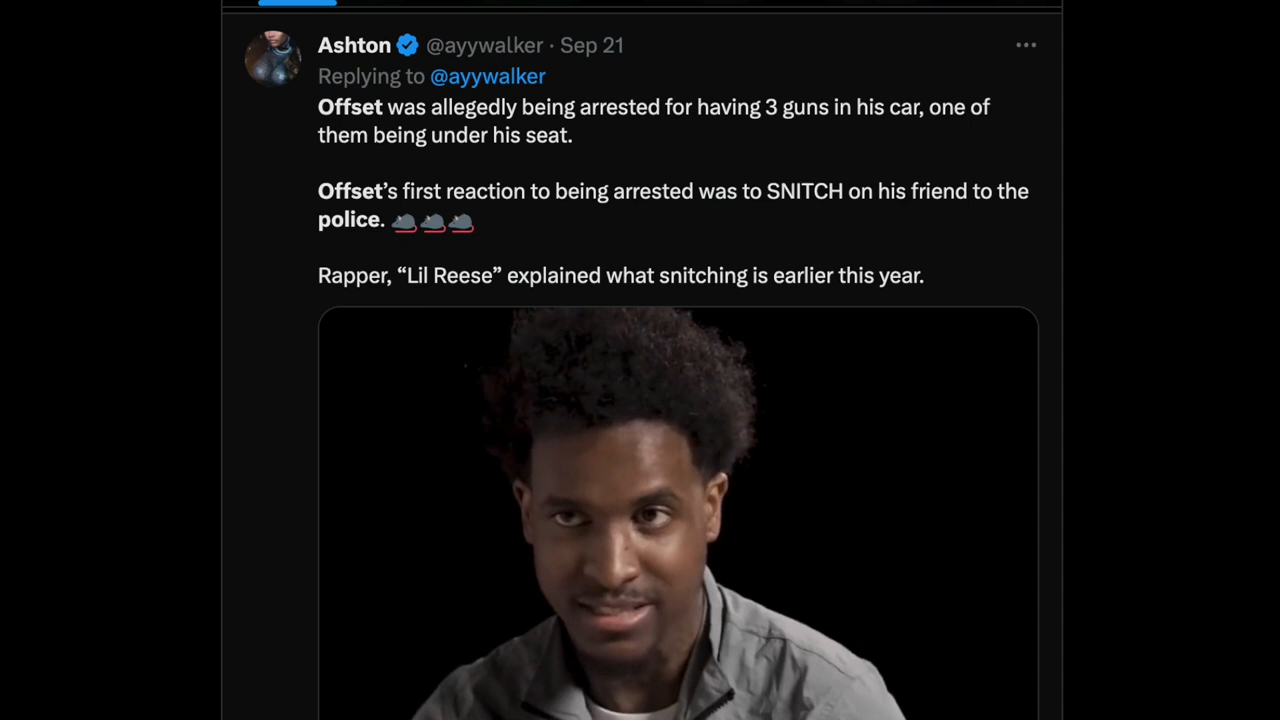 Ashton @ayywalker · Sep 21
Replying to @ayywalker
Offset was allegedly being arrested for having 3 guns in his car, one of
them being under his seat.
Offset’s first reaction to being arrested was to SNITCH on his friend to the
police. 🐀🐀🐀
Rapper, “Lil Reese” explained what snitching is earlier this year.